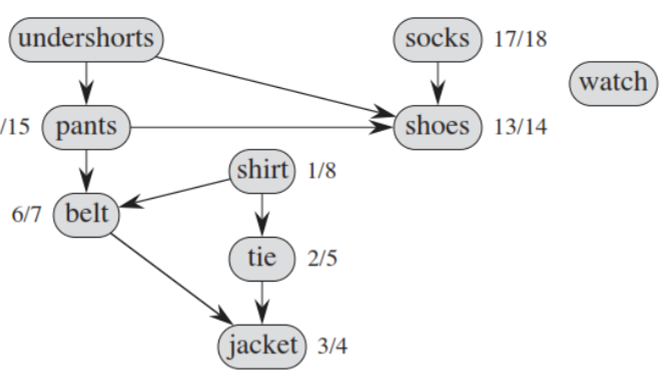 undershorts
socks 17/18
watch
/15 pants
shoes 13/14
shirt 1/8
6/7 belt
tie 2/5
jacket 3/4